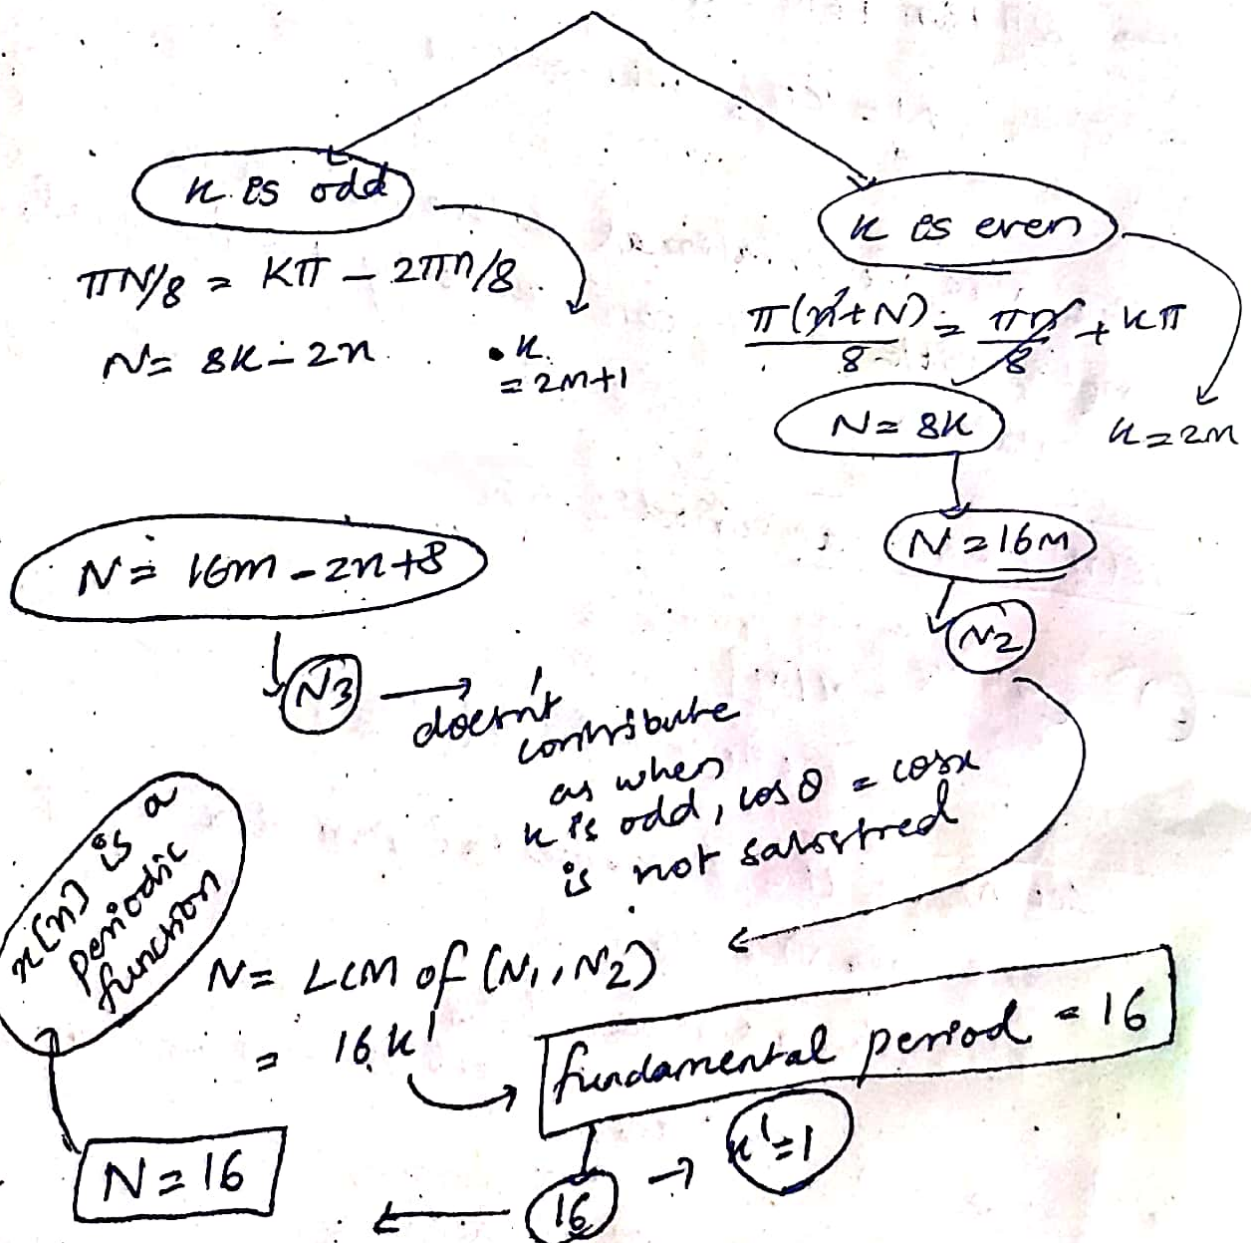 k is odd
πN/8 = Kπ - 2πn/8
N = 8k - 2n
• k
= 2m+1
N = 16m - 2n + 8
N3 → doesn't
contribute
as when
k is odd, cos θ = cos x
is not satisfied
k is even
π(n+N)/8 = πn/8 + kπ
N = 8k
k = 2m
N = 16m
N2
x[n] is a
periodic
function
N = LCM of (N1, N2)
= 16k'
fundamental period = 16
k' = 1
16
N = 16